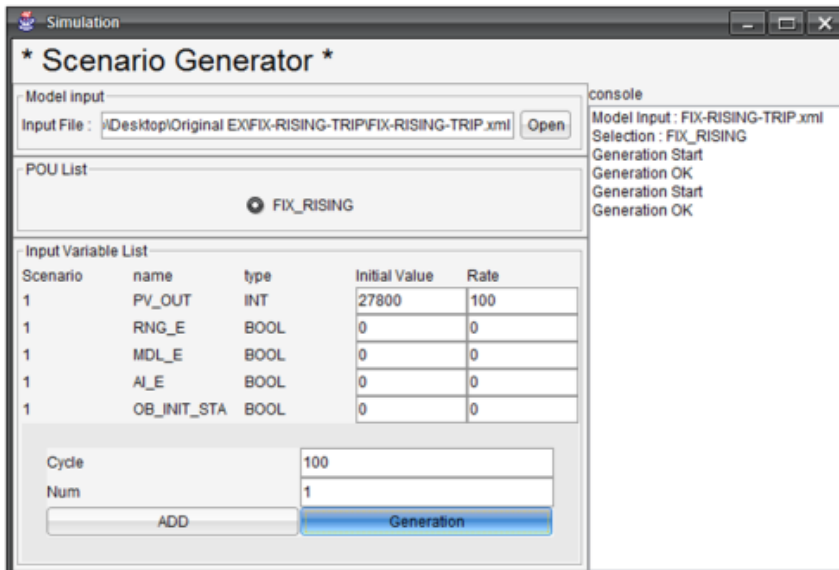 Simulation
* Scenario Generator *
Model input
Input File : \Desktop\Original EX\FIX-RISING-TRIP\FIX-RISING-TRIP.xml Open
POU List
FIX_RISING
Input Variable List
Scenario name type Initial Value Rate
1 PV_OUT INT 27800 100
1 RNG_E BOOL 0 0
1 MDL_E BOOL 0 0
1 AI_E BOOL 0 0
1 OB_INIT_STA BOOL 0 0
Cycle 100
Num 1
ADD Generation
console
Model Input : FIX-RISING-TRIP.xml
Selection : FIX_RISING
Generation Start
Generation OK
Generation Start
Generation OK